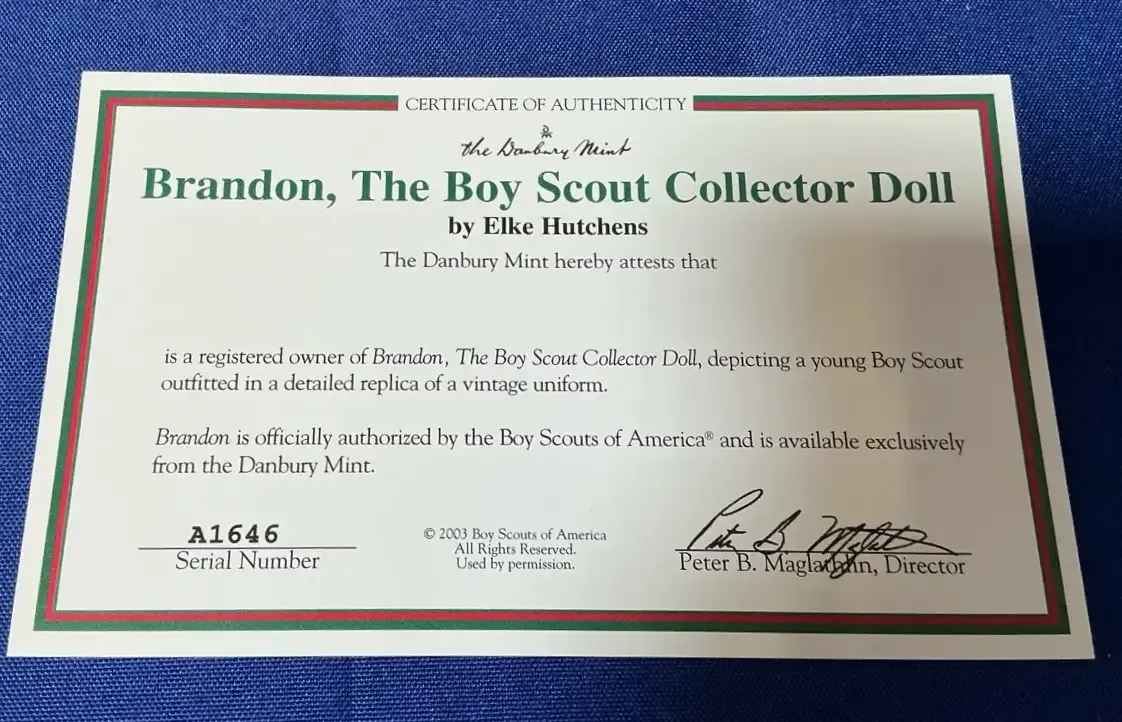 CERTIFICATE OF AUTHENTICITY
the Danbury Mint
Brandon, The Boy Scout Collector Doll
by Elke Hutchens
The Danbury Mint hereby attests that
is a registered owner of Brandon, The Boy Scout Collector Doll, depicting a young Boy Scout
outfitted in a detailed replica of a vintage uniform.
Brandon is officially authorized by the Boy Scouts of America® and is available exclusively
from the Danbury Mint.
A1646
Serial Number
© 2003 Boy Scouts of America
All Rights Reserved.
Used by permission.
Peter B. Maglathlin
Peter B. Maglathlin, Director